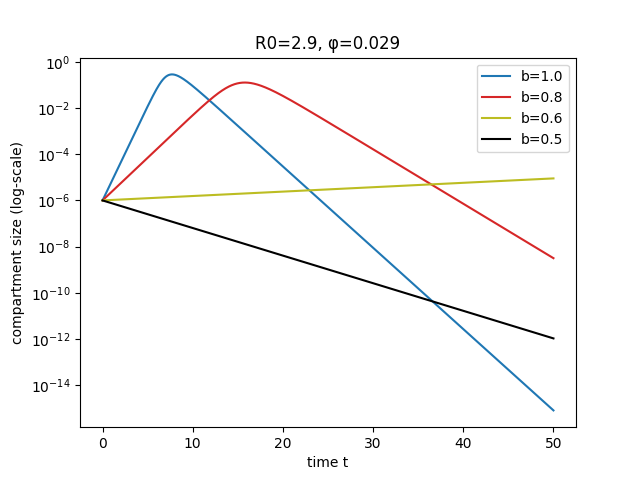 R0=2.9, φ=0.029
compartment size (log-scale)
10⁰
10⁻²
10⁻⁴
10⁻⁶
10⁻⁸
10⁻¹⁰
10⁻¹²
10⁻¹⁴
b=1.0
b=0.8
b=0.6
b=0.5
0 10 20 30 40 50
time t